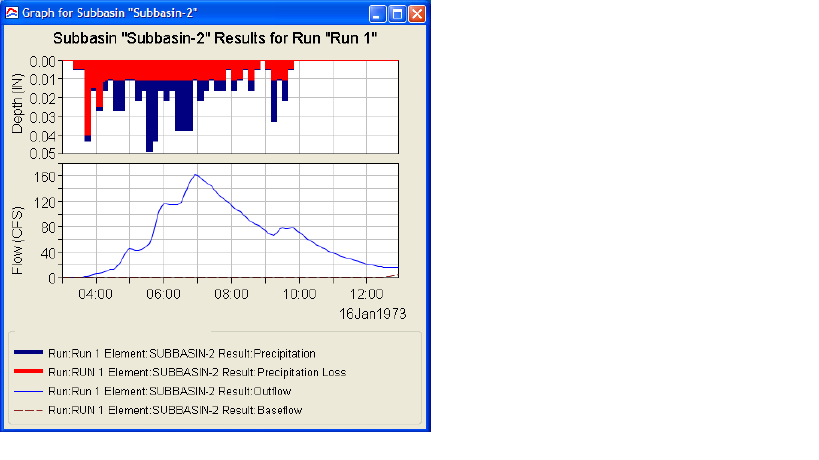 Graph for Subbasin "Subbasin-2"
Subbasin "Subbasin-2" Results for Run "Run 1"
Depth (IN)
0.00
0.01
0.02
0.03
0.04
0.05
Flow (CFS)
160
120
80
40
0
04:00 06:00 08:00 10:00 12:00
16Jan1973
Run:Run 1 Element:SUBBASIN-2 Result:Precipitation
Run:RUN 1 Element:SUBBASIN-2 Result:Precipitation Loss
Run:Run 1 Element:SUBBASIN-2 Result:Outflow
Run:RUN 1 Element:SUBBASIN-2 Result:Baseflow